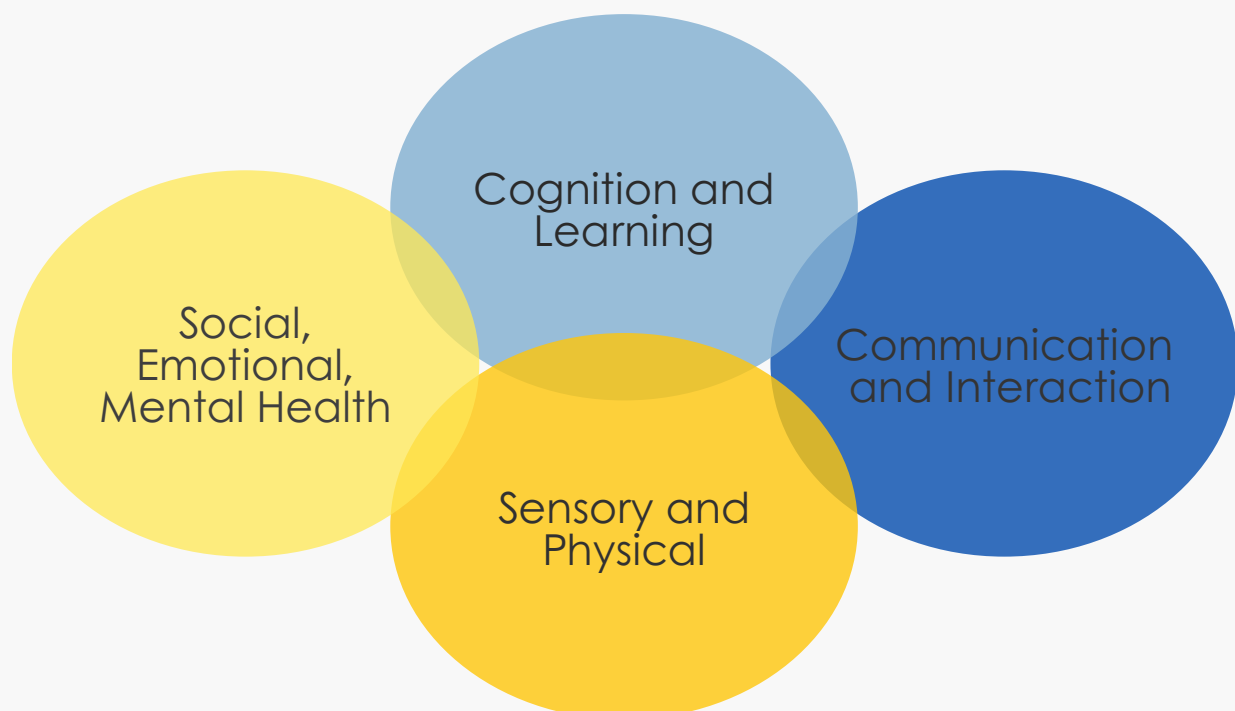 Cognition and
Learning
Social,
Emotional,
Mental Health
Communication
and Interaction
Sensory and
Physical